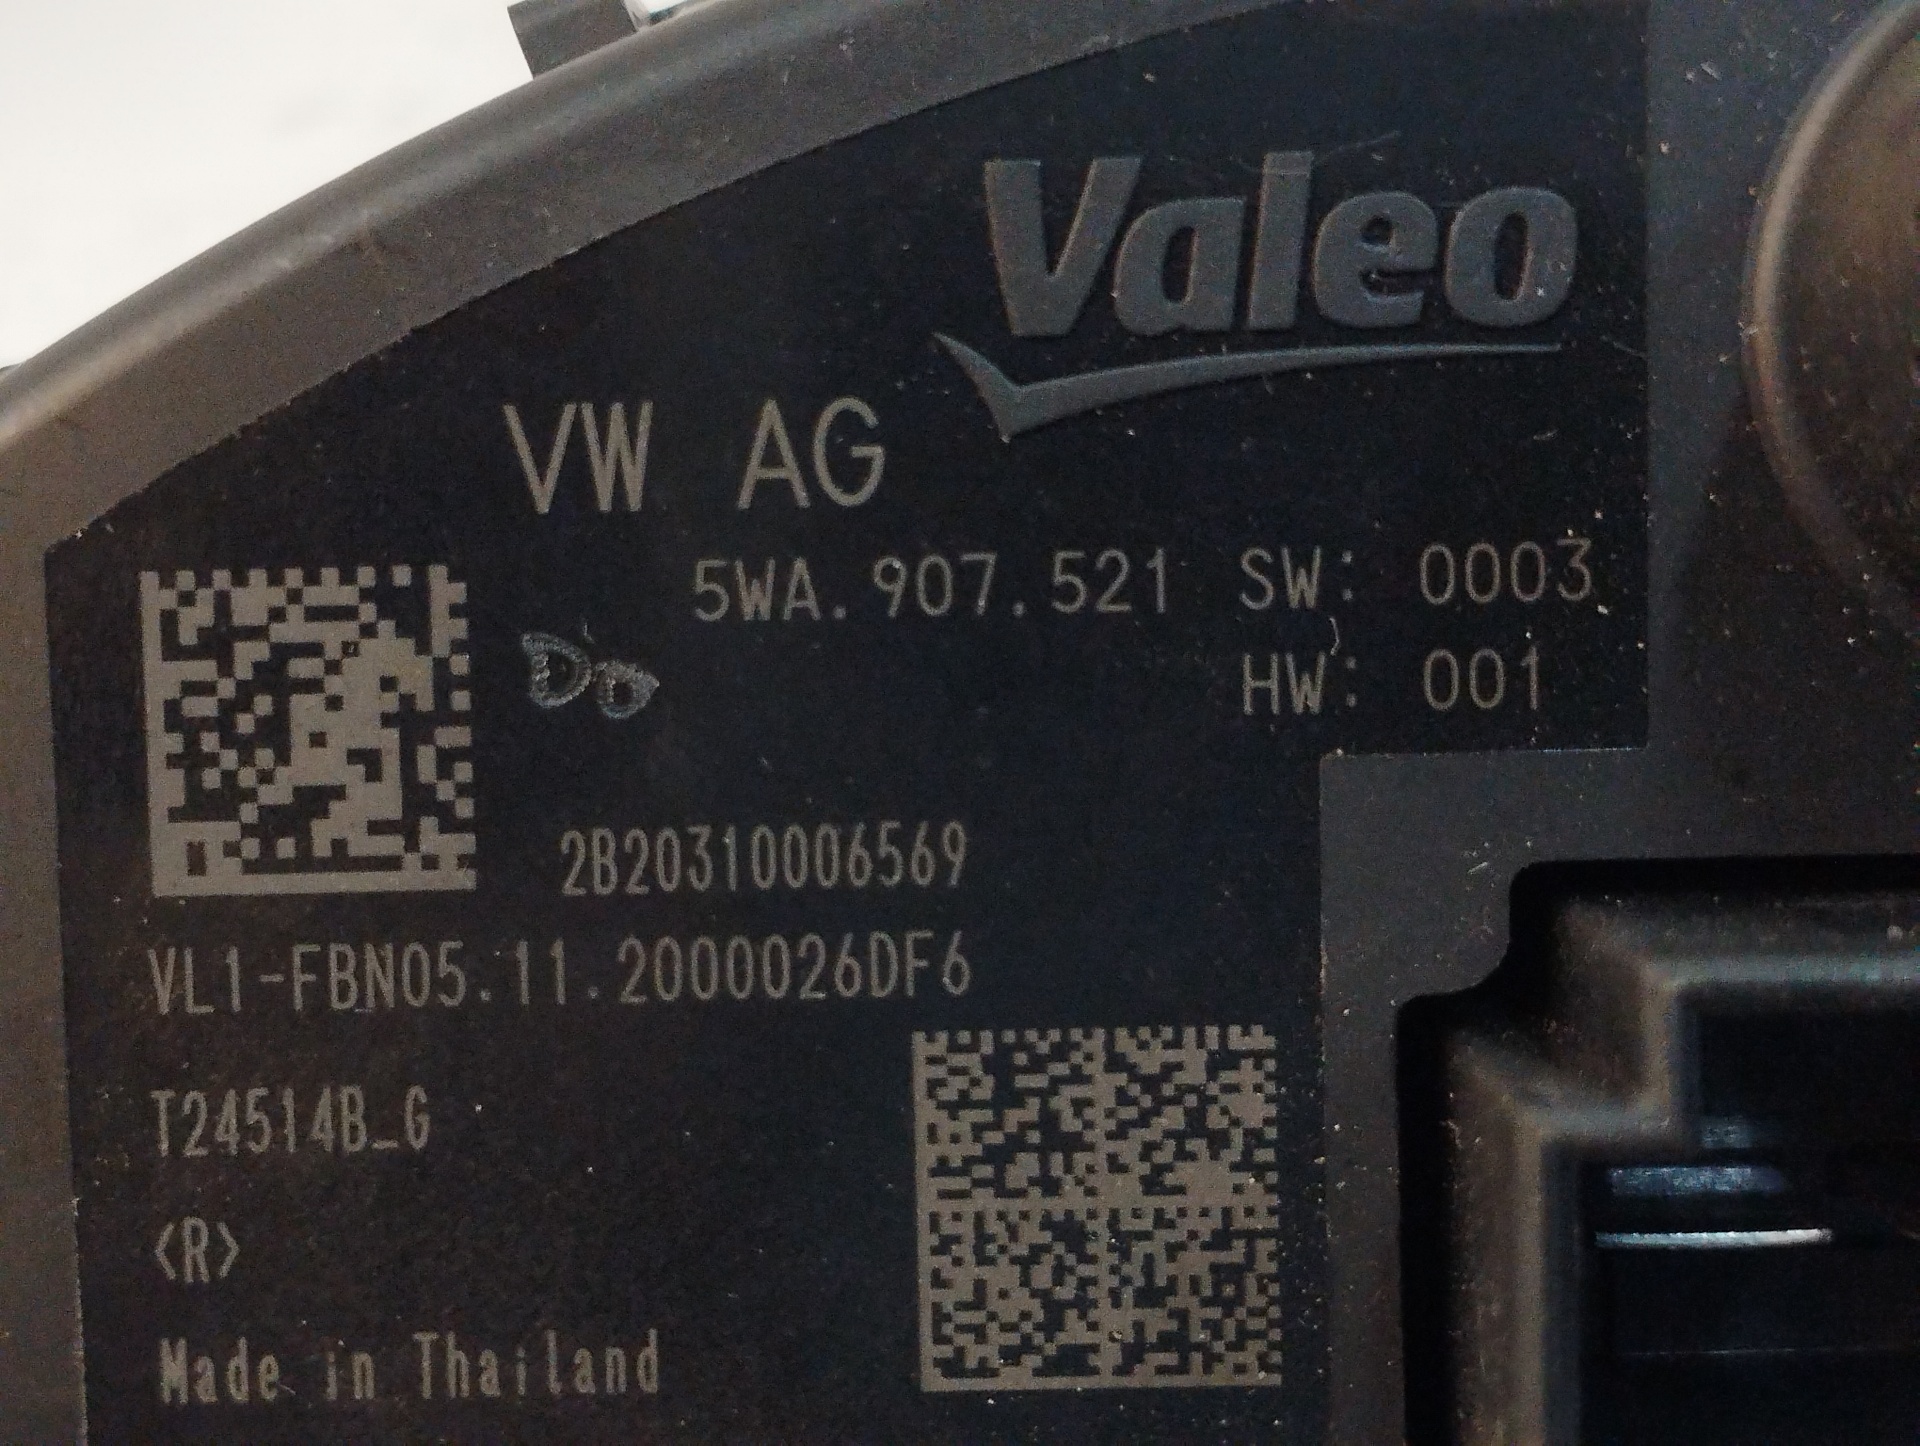 Valeo
VW AG
5WA.907.521 SW: 0003
HW: 001
2B20310006569
VL1-FBN05.11.2000026DF6
T24514B_G
<R>
Made in Thailand